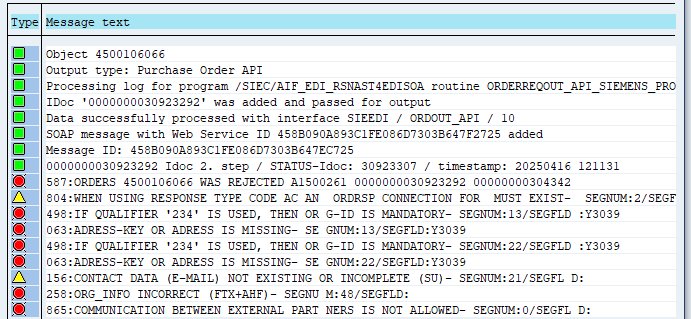 Type Message text
Object 4500106066
Output type: Purchase Order API
Processing log for program /SIEC/AIF_EDI_RSNAST4EDISOA routine ORDERREQOUT_API_SIEMENS_PRO
IDoc '0000000030923292' was added and passed for output
Data successfully processed with interface SIEEDI / ORDOUT_API / 10
SOAP message with Web Service ID 458B090A893C1FE086D7303B647F2725 added
Message ID: 458B090A893C1FE086D7303B647EC725
0000000030923292 Idoc 2. step / STATUS-Idoc: 30923307 / timestamp: 20250416 121131
587:ORDERS 4500106066 WAS REJECTED A1500261 0000000030923292 00000000304342
804:WHEN USING RESPONSE TYPE CODE AC AN  ORDRSP CONNECTION FOR  MUST EXIST-  SEGNUM:2/SEGF
498:IF QUALIFIER '234' IS USED, THEN OR G-ID IS MANDATORY- SEGNUM:13/SEGFLD :Y3039
063:ADRESS-KEY OR ADRESS IS MISSING- SE GNUM:13/SEGFLD:Y3039
498:IF QUALIFIER '234' IS USED, THEN OR G-ID IS MANDATORY- SEGNUM:22/SEGFLD :Y3039
063:ADRESS-KEY OR ADRESS IS MISSING- SE GNUM:22/SEGFLD:Y3039
156:CONTACT DATA (E-MAIL) NOT EXISTING OR INCOMPLETE (SU)- SEGNUM:21/SEGFL D:
258:ORG_INFO INCORRECT (FTX+AHF)- SEGNU M:48/SEGFLD:
865:COMMUNICATION BETWEEN EXTERNAL PART NERS IS NOT ALLOWED- SEGNUM:0/SEGFL D: